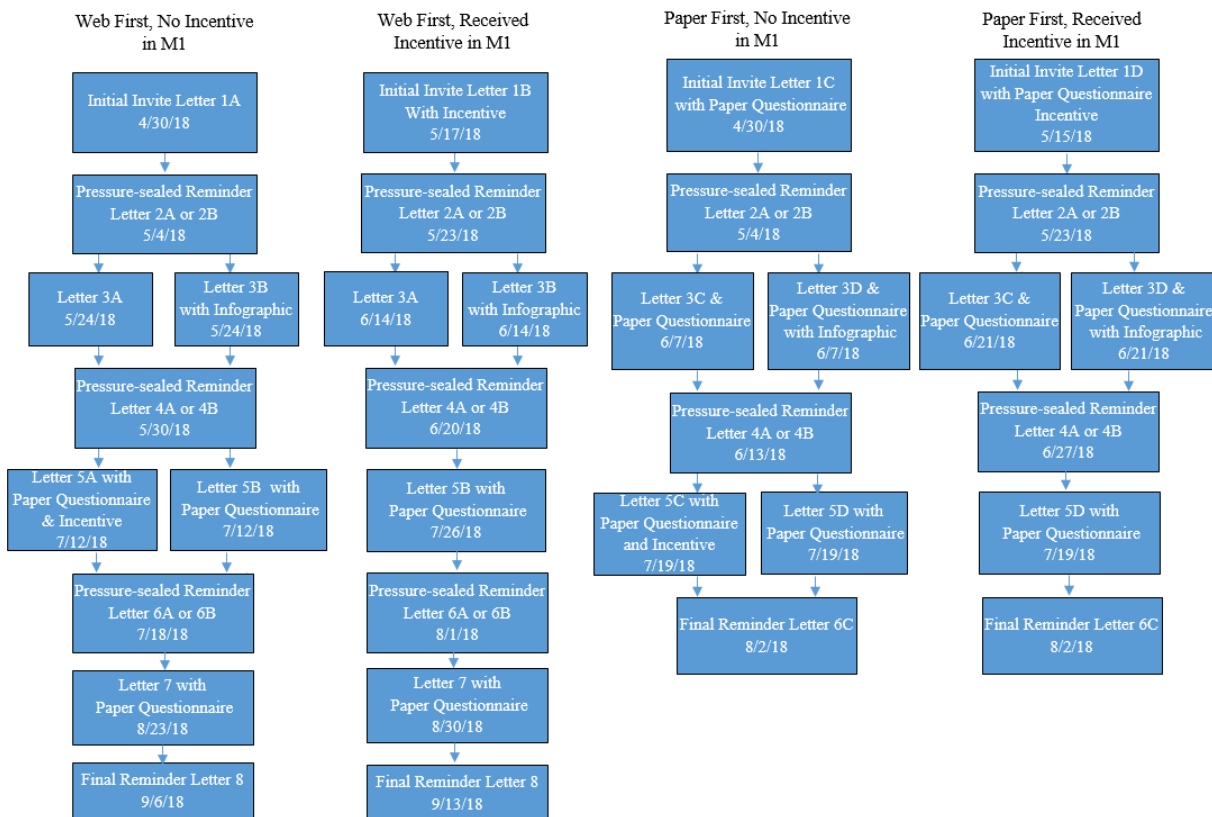 Web First, No Incentive
in M1
Initial Invite Letter 1A
4/30/18
Pressure-sealed Reminder
Letter 2A or 2B
5/4/18
Letter 3A
5/24/18
Letter 3B
with Infographic
5/24/18
Pressure-sealed Reminder
Letter 4A or 4B
5/30/18
Letter 5A with
Paper Questionnaire
& Incentive
7/12/18
Letter 5B with
Paper Questionnaire
7/12/18
Pressure-sealed Reminder
Letter 6A or 6B
7/18/18
Letter 7 with
Paper Questionnaire
8/23/18
Final Reminder Letter 8
9/6/18
Web First, Received
Incentive in M1
Initial Invite Letter 1B
With Incentive
5/17/18
Pressure-sealed Reminder
Letter 2A or 2B
5/23/18
Letter 3A
6/14/18
Letter 3B
with Infographic
6/14/18
Pressure-sealed Reminder
Letter 4A or 4B
6/20/18
Letter 5B with
Paper Questionnaire
7/26/18
Pressure-sealed Reminder
Letter 6A or 6B
8/1/18
Letter 7 with
Paper Questionnaire
8/30/18
Final Reminder Letter 8
9/13/18
Paper First, No Incentive
in M1
Initial Invite Letter 1C
with Paper Questionnaire
4/30/18
Pressure-sealed Reminder
Letter 2A or 2B
5/4/18
Letter 3C &
Paper Questionnaire
6/7/18
Letter 3D &
Paper Questionnaire
with Infographic
6/7/18
Pressure-sealed Reminder
Letter 4A or 4B
6/13/18
Letter 5C with
Paper Questionnaire
and Incentive
7/19/18
Letter 5D with
Paper Questionnaire
7/19/18
Final Reminder Letter 6C
8/2/18
Paper First, Received
Incentive in M1
Initial Invite Letter 1D
with Paper Questionnaire
Incentive
5/15/18
Pressure-sealed Reminder
Letter 2A or 2B
5/23/18
Letter 3C &
Paper Questionnaire
6/21/18
Letter 3D &
Paper Questionnaire
with Infographic
6/21/18
Pressure-sealed Reminder
Letter 4A or 4B
6/27/18
Letter 5D with
Paper Questionnaire
7/19/18
Final Reminder Letter 6C
8/2/18